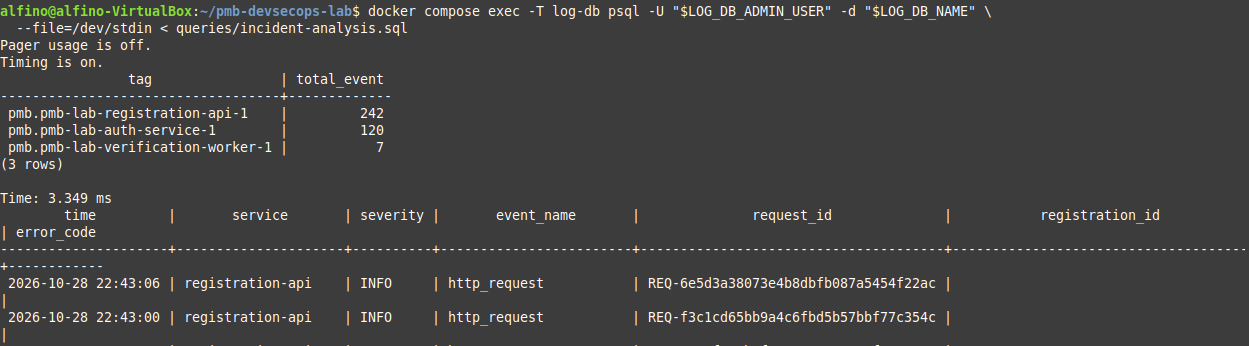 alfino@alfino-VirtualBox:~/pmb-devsecops-lab$ docker compose exec -T log-db psql -U "$LOG_DB_ADMIN_USER" -d "$LOG_DB_NAME" \
  --file=/dev/stdin < queries/incident-analysis.sql
Pager usage is off.
Timing is on.
               tag                | total_event
----------------------------------+-------------
 pmb.pmb-lab-registration-api-1    |         242
 pmb.pmb-lab-auth-service-1        |         120
 pmb.pmb-lab-verification-worker-1 |           7
(3 rows)

Time: 3.349 ms
        time         |       service       | severity |      event_name       |              request_id              |           registration_id
| error_code
---------------------+---------------------+----------+-----------------------+--------------------------------------+------------------------------------
+------------
 2026-10-28 22:43:06 | registration-api    | INFO     | http_request          | REQ-6e5d3a38073e4b8dbfb087a5454f22ac |
|
 2026-10-28 22:43:00 | registration-api    | INFO     | http_request          | REQ-f3c1cd65bb9a4c6fbd5b57bbf77c354c |
|